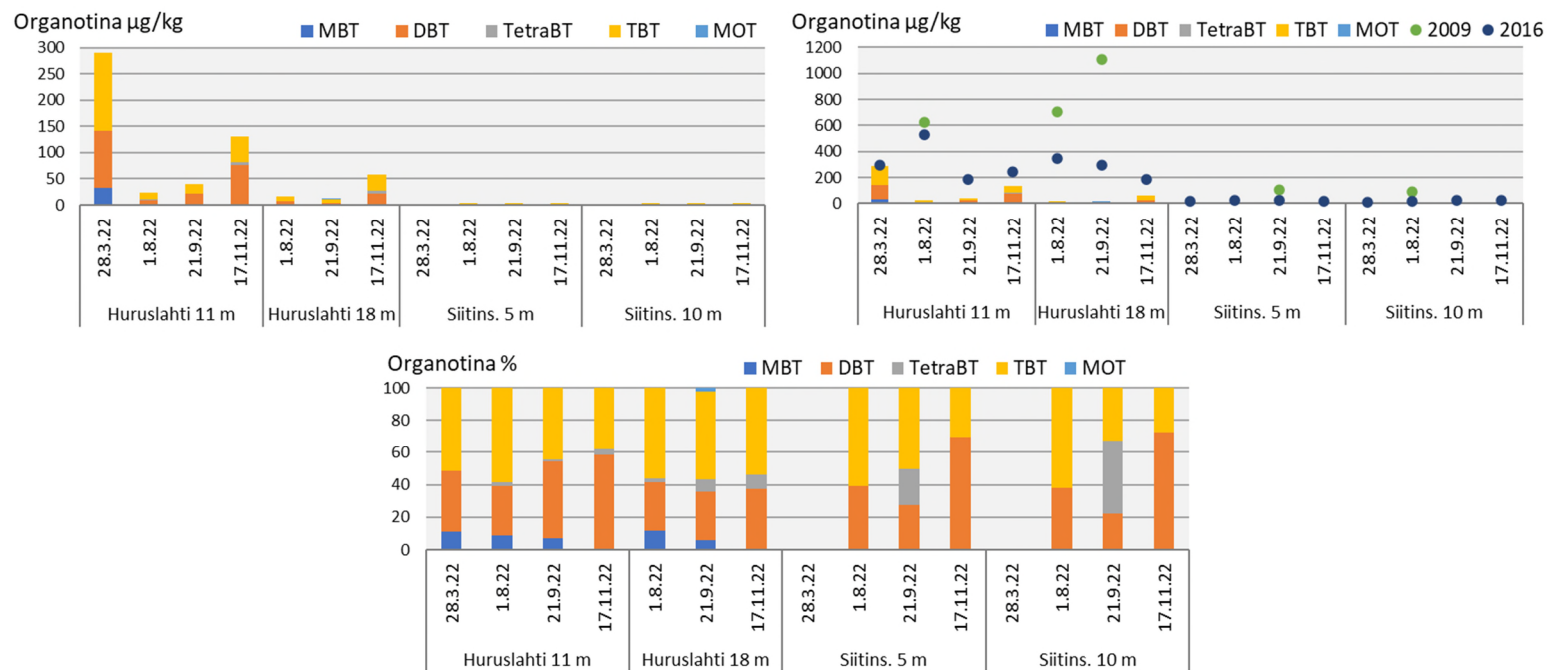 Organotina µg/kg
MBT DBT TetraBT TBT MOT
300
250
200
150
100
50
0
28.3.22 1.8.22 21.9.22 17.11.22 1.8.22 21.9.22 17.11.22 28.3.22 1.8.22 21.9.22 17.11.22 28.3.22 1.8.22 21.9.22 17.11.22
Huruslahti 11 m Huruslahti 18 m Siitins. 5 m Siitins. 10 m
Organotina µg/kg
MBT DBT TetraBT TBT MOT 2009 2016
1200
1000
800
600
400
200
0
28.3.22 1.8.22 21.9.22 17.11.22 1.8.22 21.9.22 17.11.22 28.3.22 1.8.22 21.9.22 17.11.22 28.3.22 1.8.22 21.9.22 17.11.22
Huruslahti 11 m Huruslahti 18 m Siitins. 5 m Siitins. 10 m
Organotina %
MBT DBT TetraBT TBT MOT
100
80
60
40
20
0
28.3.22 1.8.22 21.9.22 17.11.22 1.8.22 21.9.22 17.11.22 28.3.22 1.8.22 21.9.22 17.11.22 28.3.22 1.8.22 21.9.22 17.11.22
Huruslahti 11 m Huruslahti 18 m Siitins. 5 m Siitins. 10 m